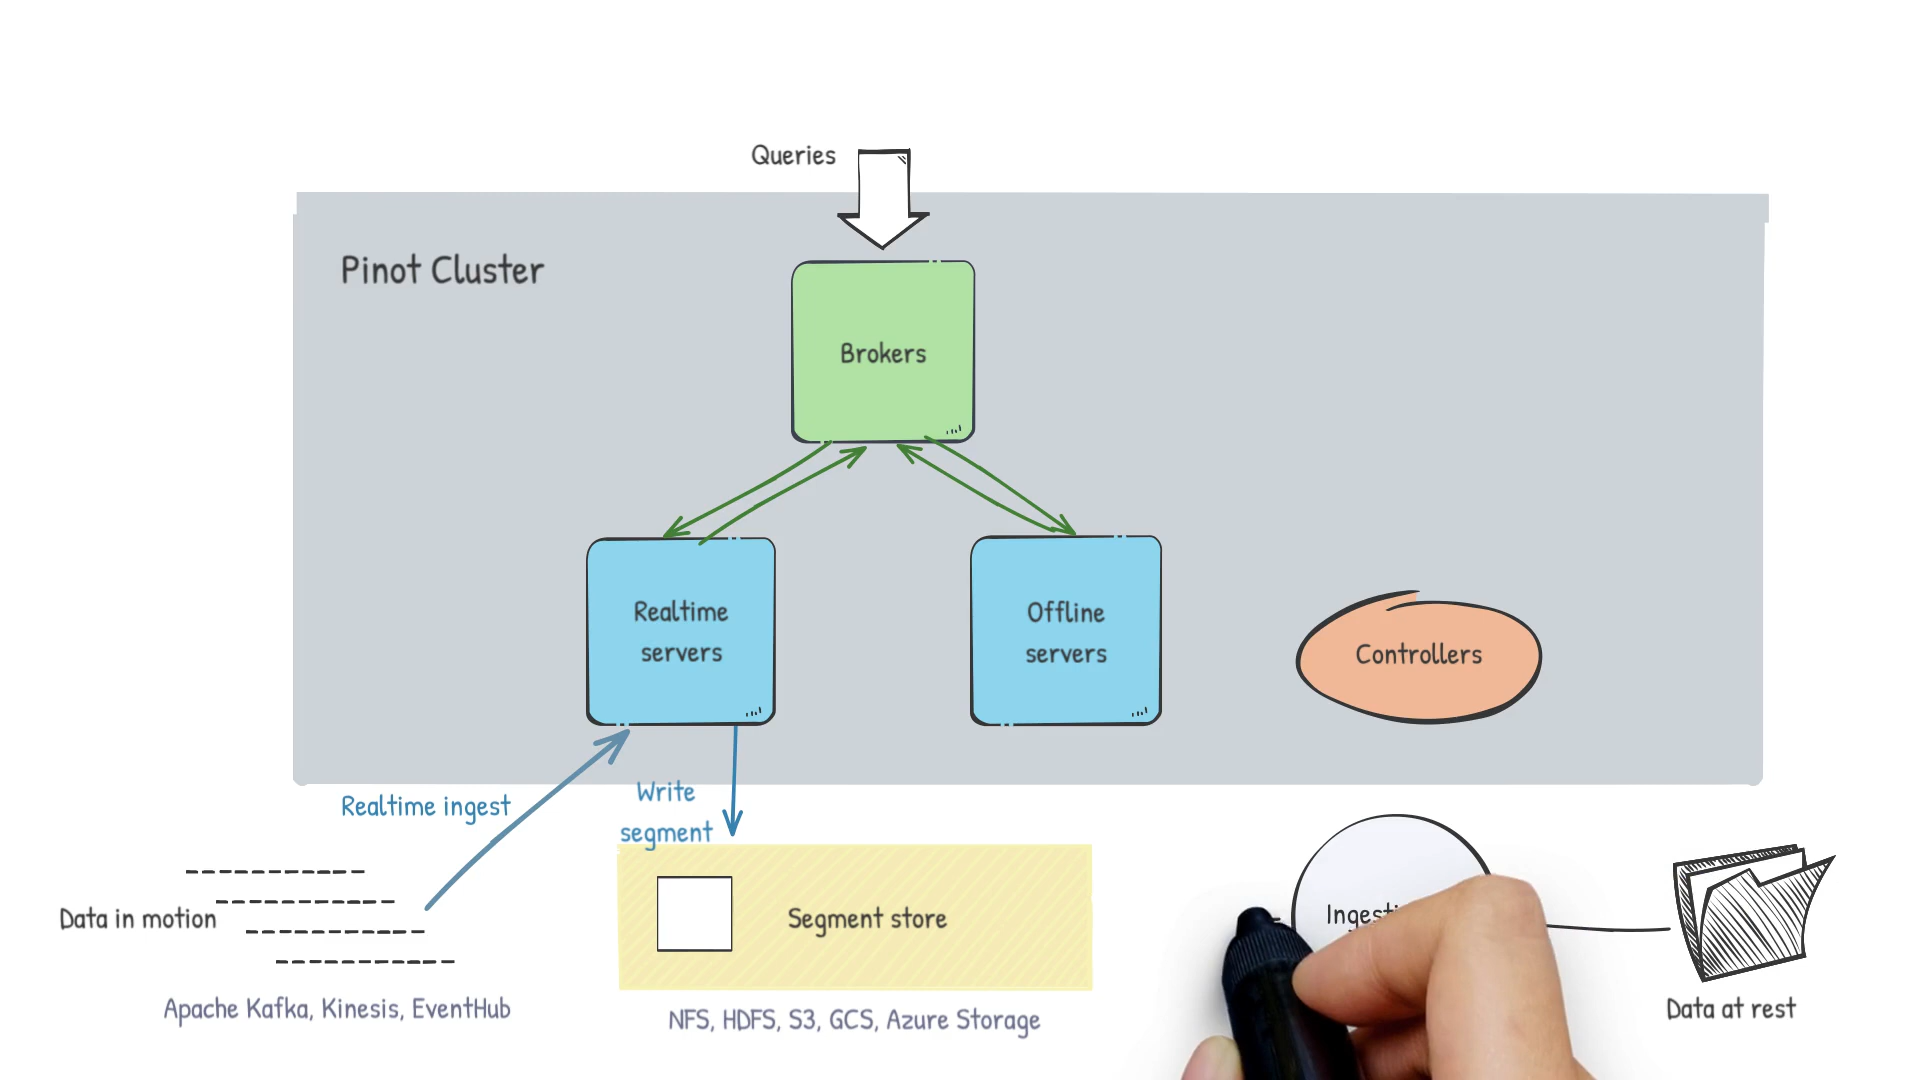 Queries
Pinot Cluster
Brokers
Realtime
servers
Offline
servers
Controllers
Realtime ingest
Write
segment
Data in motion
Segment store
Apache Kafka, Kinesis, EventHub
NFS, HDFS, S3, GCS, Azure Storage
Data at rest